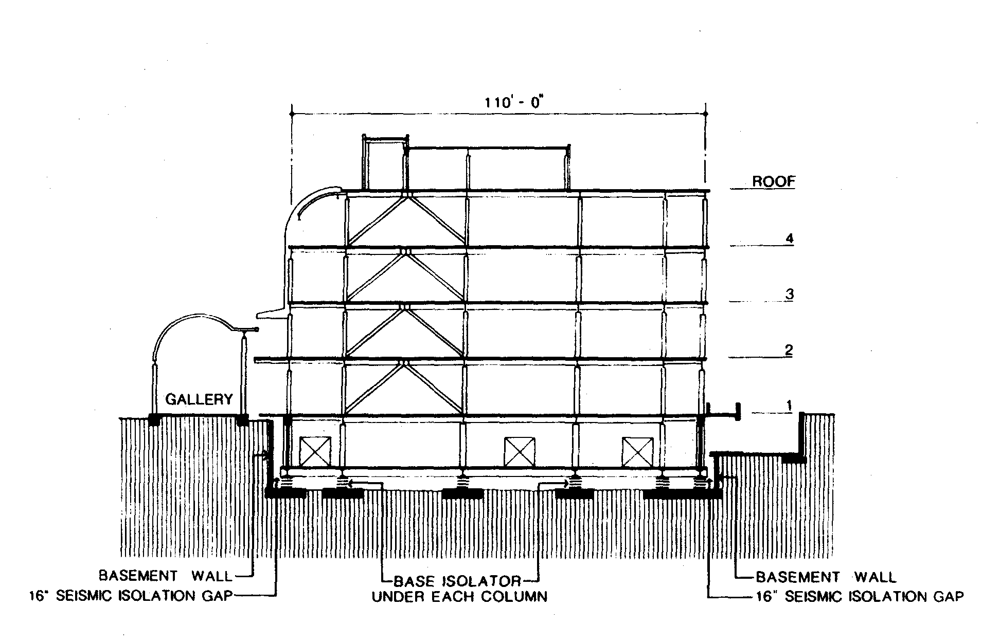 110' - 0"
ROOF
4
3
2
GALLERY
1
BASEMENT WALL
16" SEISMIC ISOLATION GAP
BASE ISOLATOR
UNDER EACH COLUMN
BASEMENT WALL
16" SEISMIC ISOLATION GAP